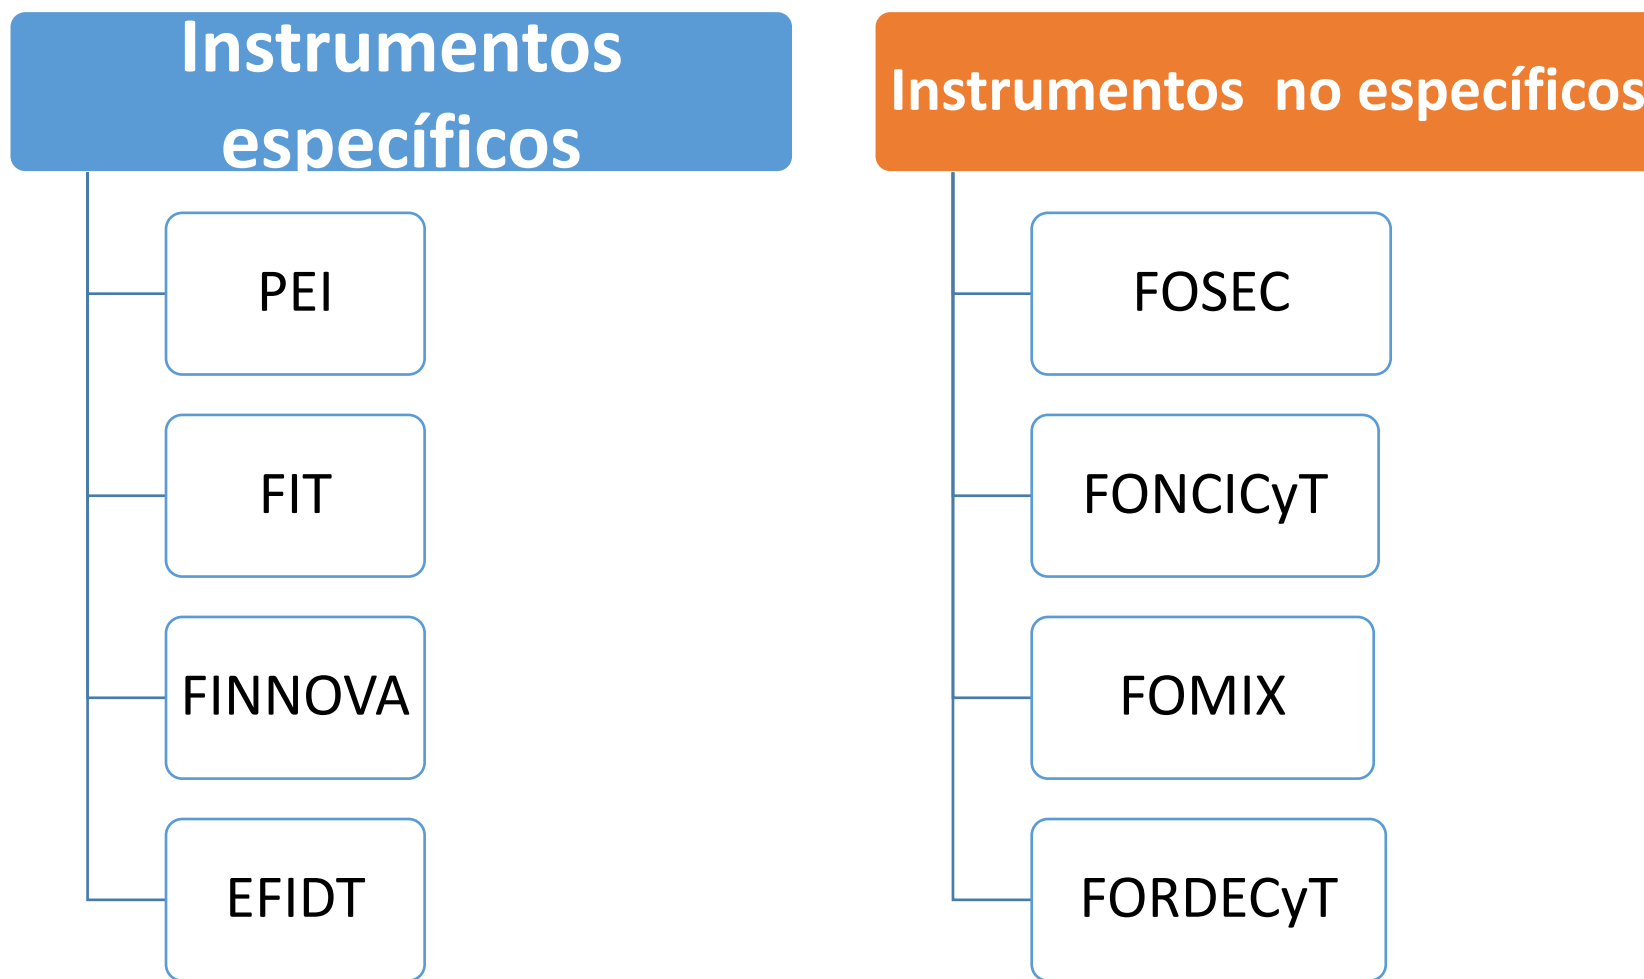 Instrumentos
específicos
PEI
FIT
FINNOVA
EFIDT
Instrumentos  no específicos
FOSEC
FONCICyT
FOMIX
FORDECyT